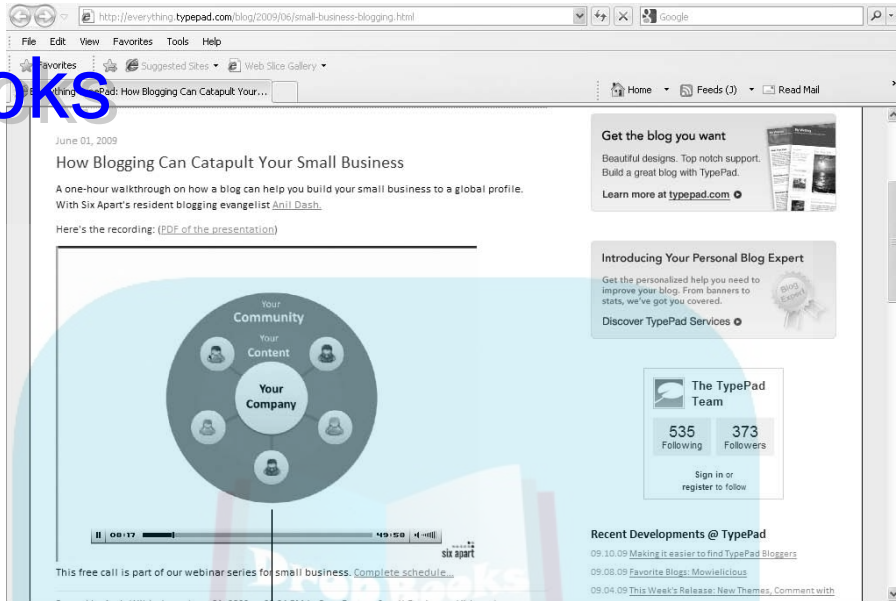 http://everything.typepad.com/blog/2009/06/small-business-blogging.html
Google
File Edit View Favorites Tools Help
Favorites Suggested Sites Web Slice Gallery
oks
Everything TypePad: How Blogging Can Catapult Your...
Home Feeds (J) Read Mail
June 01, 2009
How Blogging Can Catapult Your Small Business
A one-hour walkthrough on how a blog can help you build your small business to a global profile.
With Six Apart's resident blogging evangelist Anil Dash.
Here's the recording: (PDF of the presentation)
Your
Community
Your
Content
Your
Company
08:17
49:50
six apart
This free call is part of our webinar series for small business. Complete schedule...
Get the blog you want
Beautiful designs. Top notch support.
Build a great blog with TypePad.
Learn more at typepad.com
Introducing Your Personal Blog Expert
Get the personalized help you need to
improve your blog. From banners to
stats, we've got you covered.
Blog
Expert
Discover TypePad Services
The TypePad
Team
535 373
Following Followers
Sign in or
register to follow
Recent Developments @ TypePad
09.10.09 Making it easier to find TypePad Bloggers
09.08.09 Favorite Blogs: Mowielicious
09.04.09 This Week's Release: New Themes, Comment with